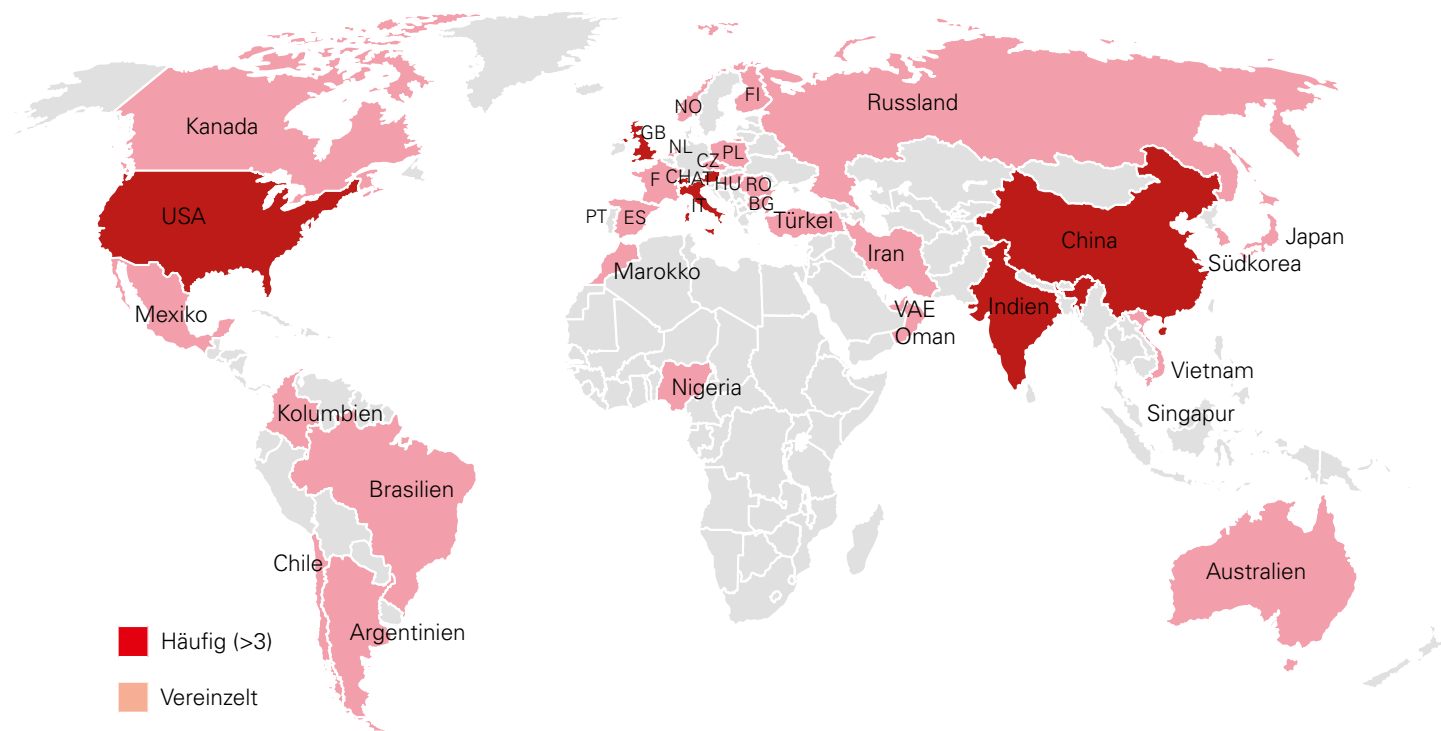 NO
FI
Russland
Kanada
GB
NL
PL
CZ
F
CH
AT
HU
RO
IT
BG
PT
ES
USA
Türkei
China
Japan
Iran
Südkorea
Marokko
Mexiko
VAE
Oman
Indien
Vietnam
Nigeria
Kolumbien
Singapur
Brasilien
Chile
Australien
Argentinien
Häufig (>3)
Vereinzelt